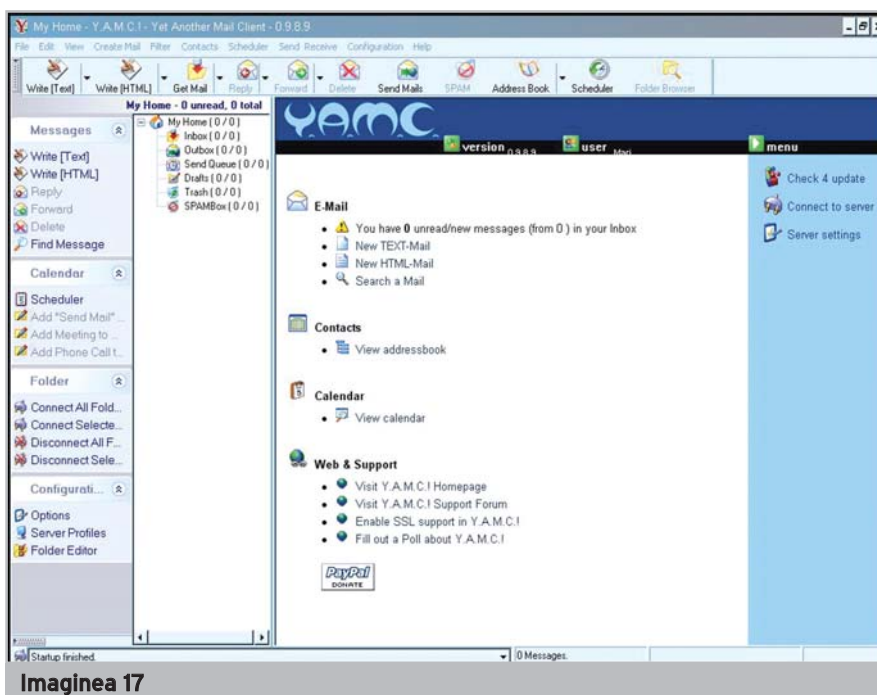 My Home - Y.A.M.C.! - Yet Another Mail Client - 0.9.8.9
File Edit View Create Mail Filter Contacts Scheduler Send Receive Configuration Help
Write [Text] Write [HTML] Get Mail Reply Forward Delete Send Mails SPAM Address Book Scheduler Folder Browser
My Home - 0 unread, 0 total
Messages
Write [Text]
Write [HTML]
Reply
Forward
Delete
Find Message
Calendar
Scheduler
Add "Send Mail" ...
Add Meeting to ...
Add Phone Call t...
Folder
Connect All Fold...
Connect Selecte...
Disconnect All F...
Disconnect Sele...
Configurati...
Options
Server Profiles
Folder Editor
My Home ( 0 / 0 )
Inbox ( 0 / 0 )
Outbox ( 0 / 0 )
Send Queue ( 0 / 0 )
Drafts ( 0 / 0 )
Trash ( 0 / 0 )
SPAMBox ( 0 / 0 )
Y.A.M.C.
version 0.9.8.9 user Mari menu
E-Mail
You have 0 unread/new messages (from 0 ) in your Inbox
New TEXT-Mail
New HTML-Mail
Search a Mail
Contacts
View addressbook
Calendar
View calendar
Web & Support
Visit Y.A.M.C.! Homepage
Visit Y.A.M.C.! Support Forum
Enable SSL support in Y.A.M.C.!
Fill out a Poll about Y.A.M.C.!
PayPal
DONATE
Check 4 update
Connect to server
Server settings
Startup finished.
0 Messages.
Imaginea 17